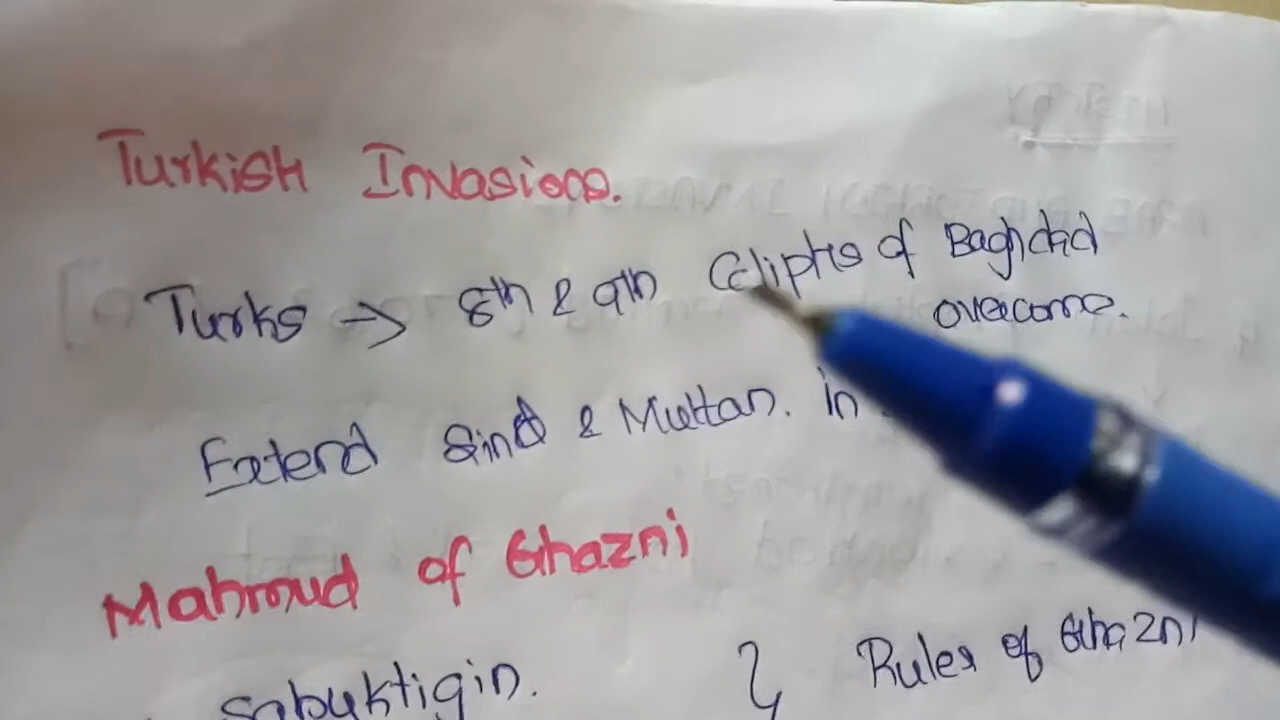 Turkish Invasions.
Turks → 8th & 9th Caliphs of Baghdad
overcome.
Extend Sind & Multan. in
Mahmud of Ghazni
Sabuktigin. } Ruler of Ghazni